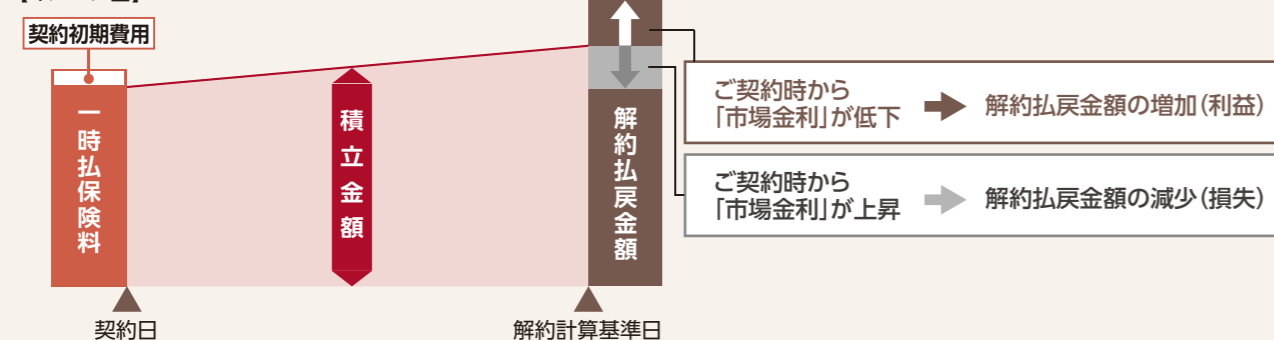 契約初期費用
一時払保険料
積立金額
解約払戻金額
ご契約時から
「市場金利」が低下
解約払戻金額の増加(利益)
ご契約時から
「市場金利」が上昇
解約払戻金額の減少(損失)
契約日
解約計算基準日